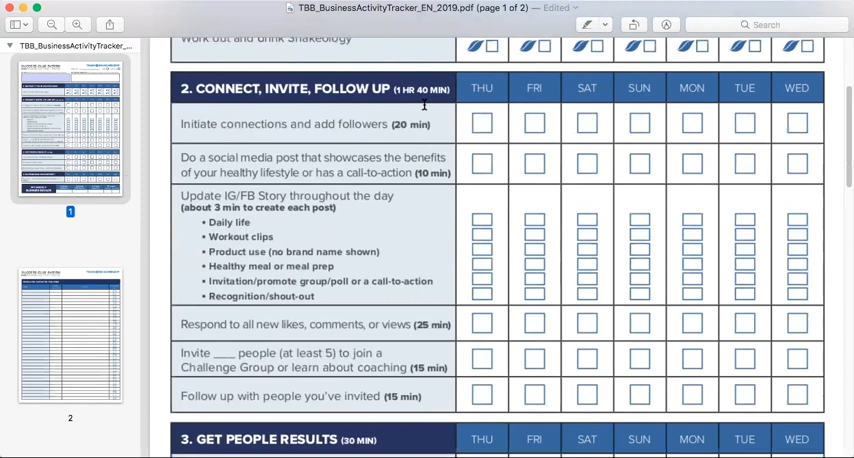 TBB_BusinessActivityTracker_EN_2019.pdf (page 1 of 2) — Edited
Search
TBB_BusinessActivityTracker_...
1
2
Work out and drink Shakeology
2. CONNECT, INVITE, FOLLOW UP (1 HR 40 MIN) THU FRI SAT SUN MON TUE WED
Initiate connections and add followers (20 min)
Do a social media post that showcases the benefits
of your healthy lifestyle or has a call-to-action (10 min)
Update IG/FB Story throughout the day
(about 3 min to create each post)
• Daily life
• Workout clips
• Product use (no brand name shown)
• Healthy meal or meal prep
• Invitation/promote group/poll or a call-to-action
• Recognition/shout-out
Respond to all new likes, comments, or views (25 min)
Invite ___ people (at least 5) to join a
Challenge Group or learn about coaching (15 min)
Follow up with people you've invited (15 min)
3. GET PEOPLE RESULTS (30 MIN) THU FRI SAT SUN MON TUE WED